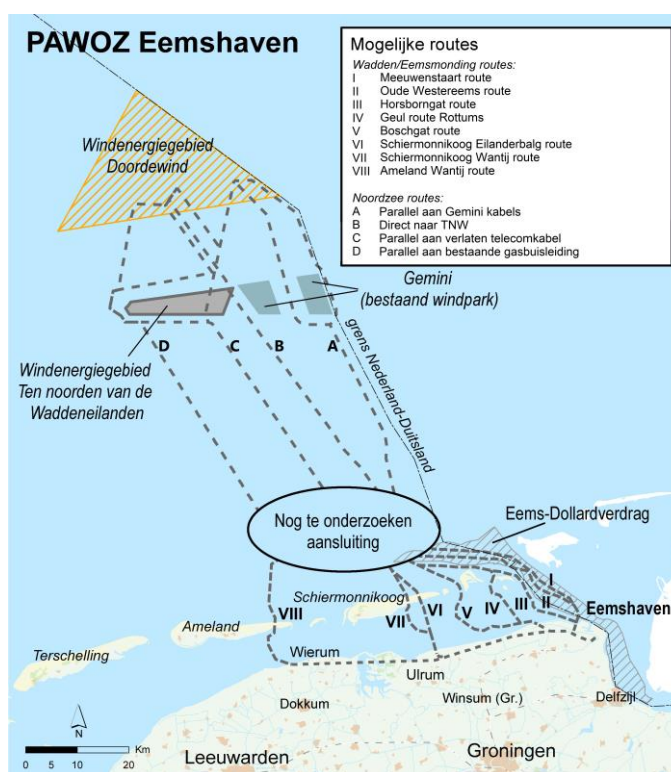 PAWOZ Eemshaven
Mogelijke routes
Wadden/Eemsmonding routes:
I Meeuwenstaart route
II Oude Westereems route
III Horsborngat route
IV Geul route Rottums
V Boschgat route
VI Schiermonnikoog Eilanderbalg route
VII Schiermonnikoog Wantij route
VIII Ameland Wantij route
Noordzee routes:
A Parallel aan Gemini kabels
B Direct naar TNW
C Parallel aan verlaten telecomkabel
D Parallel aan bestaande gasbuisleiding
Windenergiegebied
Doordewind
Gemini
(bestaand windpark)
D
C
B
A
Windenergiegebied
Ten noorden van de
Waddeneilanden
grens Nederland-Duitsland
Nog te onderzoeken
aansluiting
Eems-Dollardverdrag
I
II
III
IV
V
VI
VII
VIII
Eemshaven
Schiermonnikoog
Ameland
Terschelling
Wierum
Ulrum
Dokkum
Winsum (Gr.)
Delfzijl
Leeuwarden
Groningen
N
0 5 10 20 Km